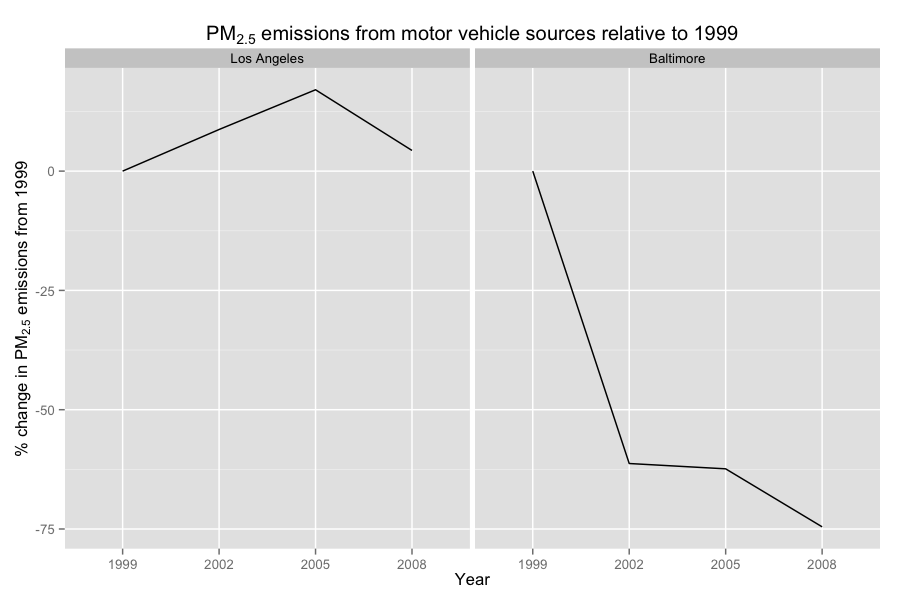 PM2.5 emissions from motor vehicle sources relative to 1999
Los Angeles
Baltimore
% change in PM2.5 emissions from 1999
0
-25
-50
-75
1999 2002 2005 2008
1999 2002 2005 2008
Year